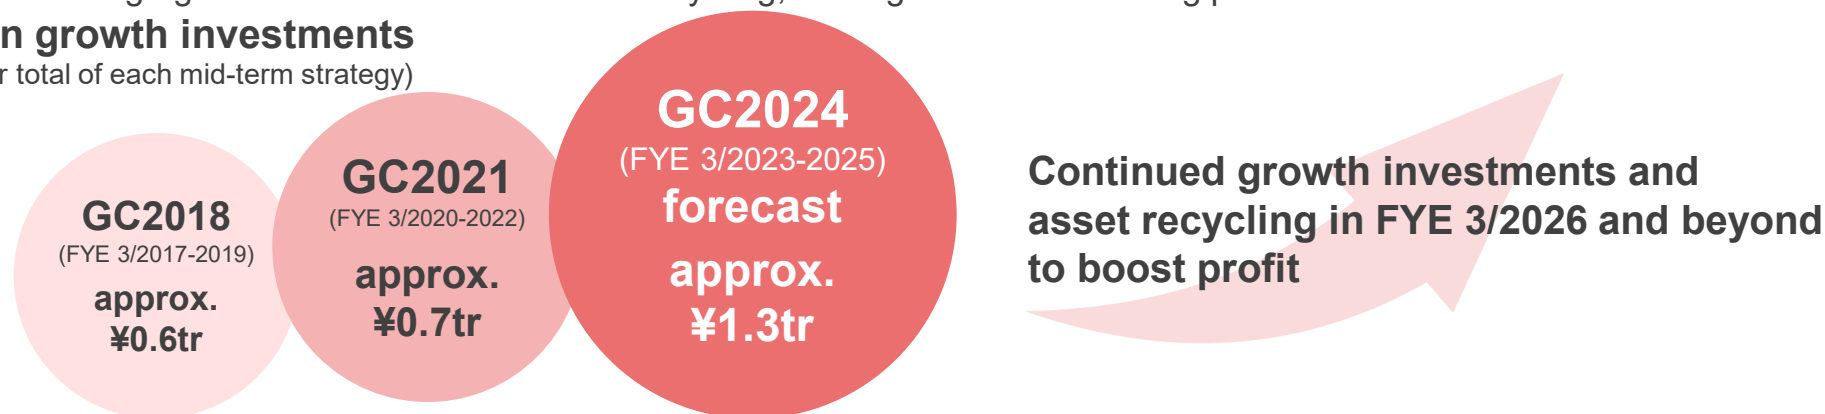 n growth investments
r total of each mid-term strategy)
GC2018
(FYE 3/2017-2019)
approx.
¥0.6tr
GC2021
(FYE 3/2020-2022)
approx.
¥0.7tr
GC2024
(FYE 3/2023-2025)
forecast
approx.
¥1.3tr
Continued growth investments and
asset recycling in FYE 3/2026 and beyond
to boost profit